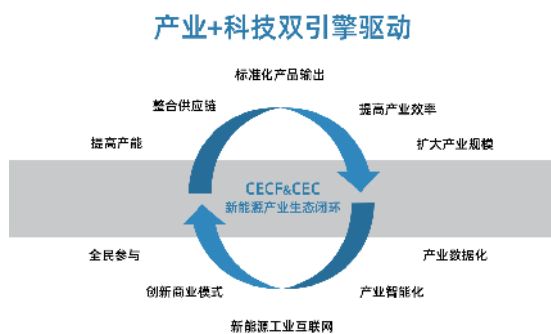 产业+科技双引擎驱动
标准化产品输出
整合供应链
提高产业效率
提高产能
扩大产业规模
CECF&CEC
新能源产业生态闭环
全民参与
产业数据化
创新商业模式
产业智能化
新能源工业互联网